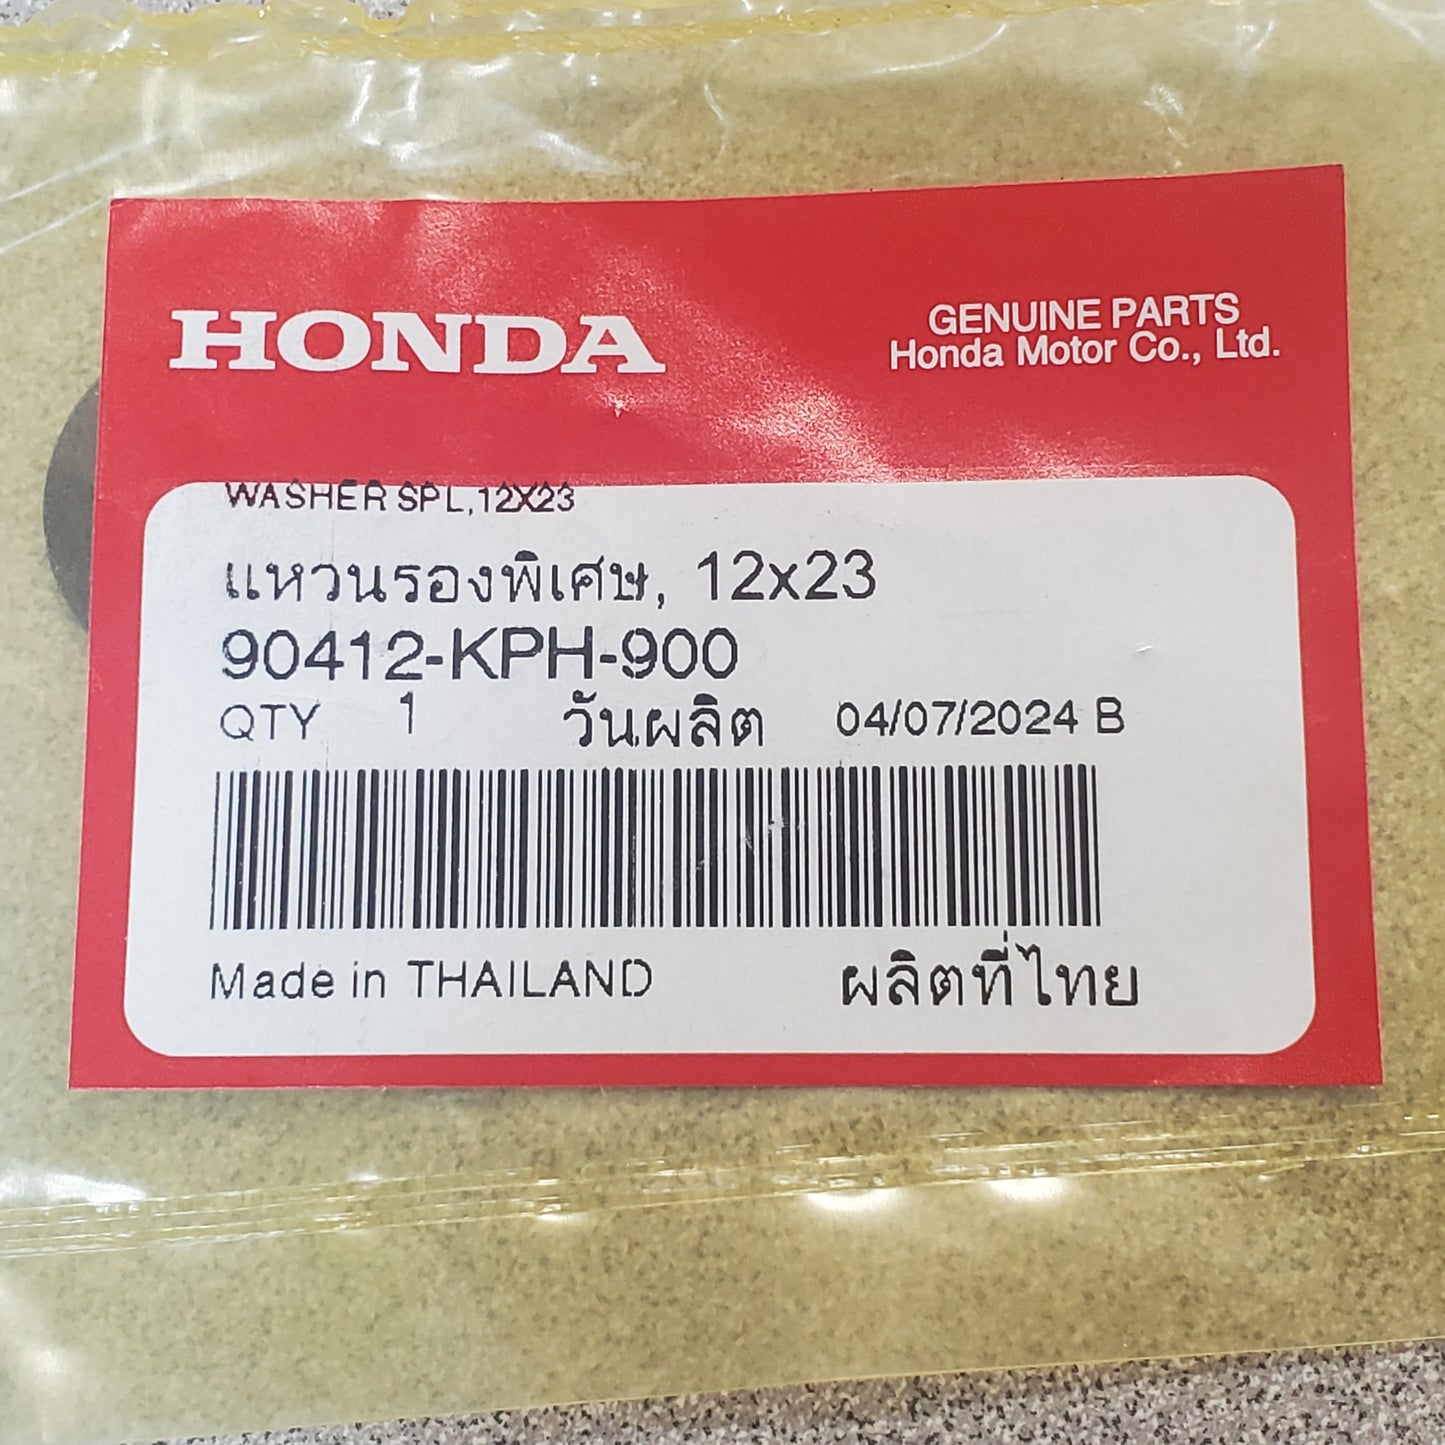 HONDA
GENUINE PARTS
Honda Motor Co., Ltd.
WASHER SPL,12X23
แหวนรองพิเศษ, 12x23
90412-KPH-900
QTY 1 วันผลิต 04/07/2024 B
Made in THAILAND ผลิตที่ไทย